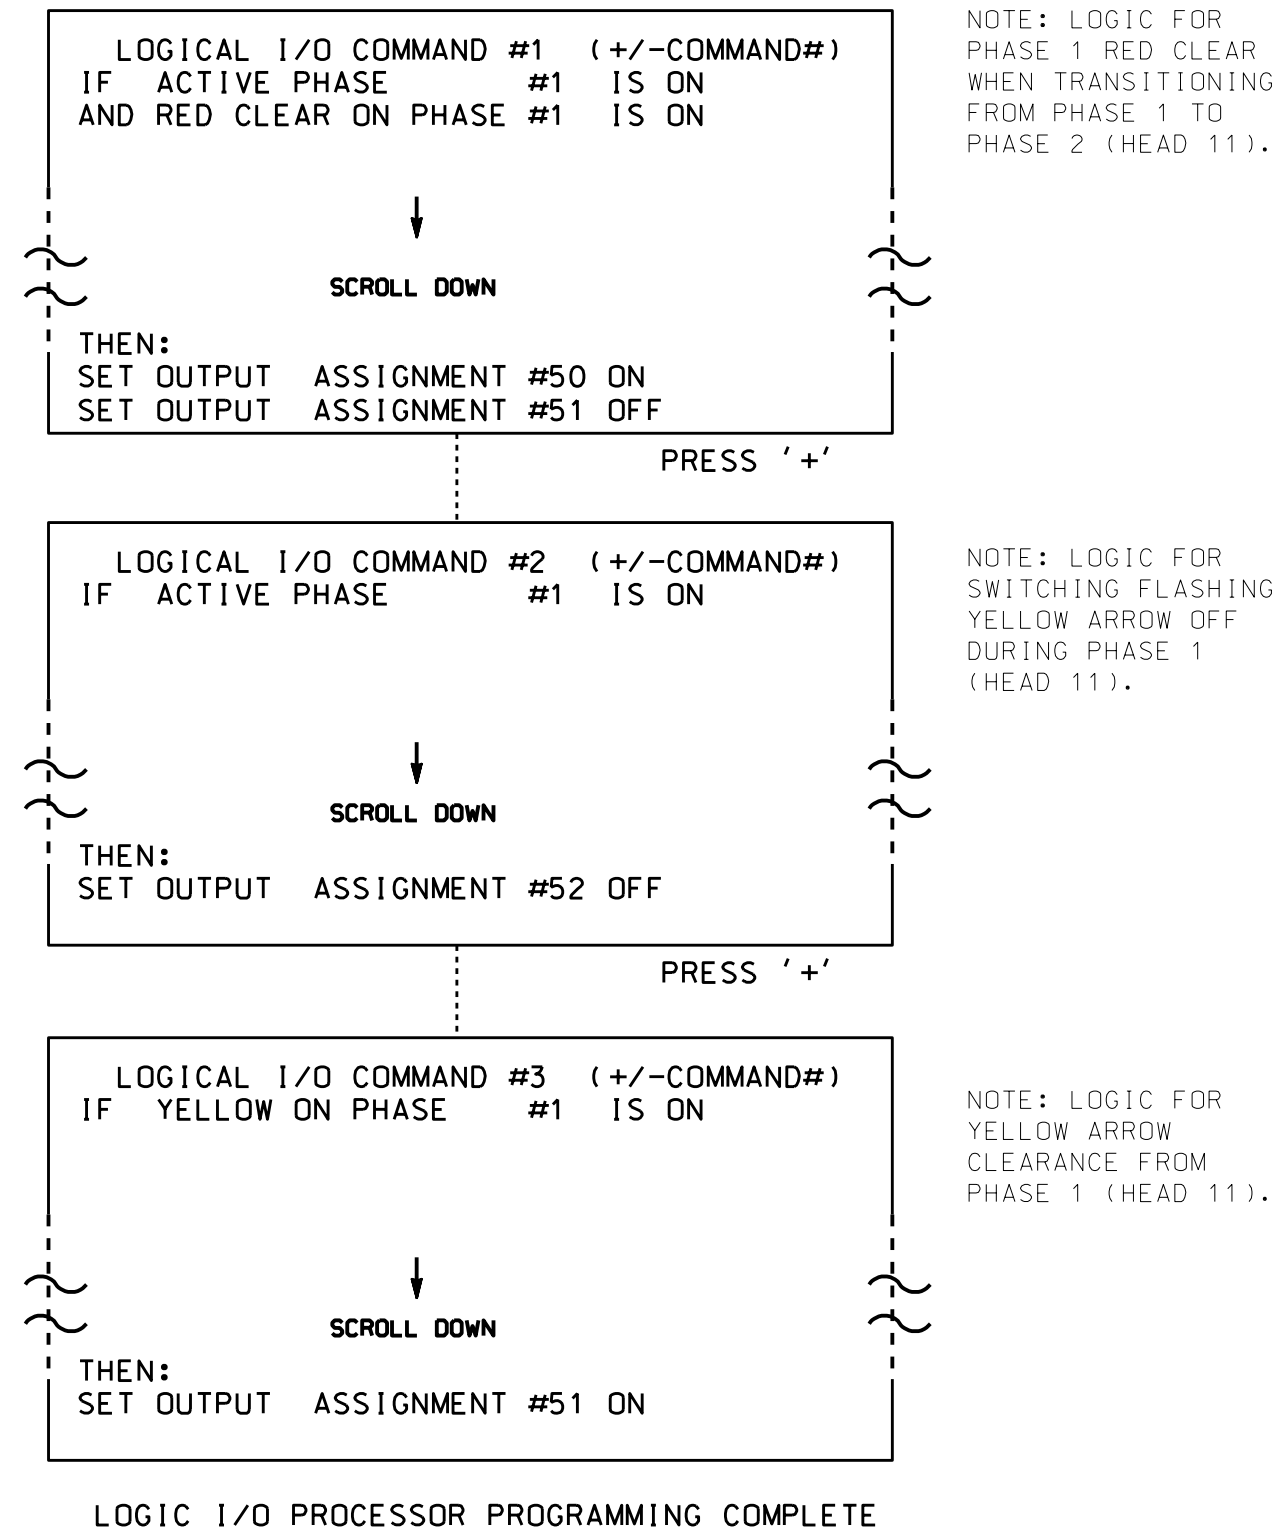 LOGICAL I/O COMMAND #1 (+/-COMMAND#)
IF ACTIVE PHASE #1 IS ON
AND RED CLEAR ON PHASE #1 IS ON
SCROLL DOWN
THEN:
SET OUTPUT ASSIGNMENT #50 ON
SET OUTPUT ASSIGNMENT #51 OFF
NOTE: LOGIC FOR
PHASE 1 RED CLEAR
WHEN TRANSITIONING
FROM PHASE 1 TO
PHASE 2 (HEAD 11).
PRESS '+'
LOGICAL I/O COMMAND #2 (+/-COMMAND#)
IF ACTIVE PHASE #1 IS ON
SCROLL DOWN
THEN:
SET OUTPUT ASSIGNMENT #52 OFF
NOTE: LOGIC FOR
SWITCHING FLASHING
YELLOW ARROW OFF
DURING PHASE 1
(HEAD 11).
PRESS '+'
LOGICAL I/O COMMAND #3 (+/-COMMAND#)
IF YELLOW ON PHASE #1 IS ON
SCROLL DOWN
THEN:
SET OUTPUT ASSIGNMENT #51 ON
NOTE: LOGIC FOR
YELLOW ARROW
CLEARANCE FROM
PHASE 1 (HEAD 11).
LOGIC I/O PROCESSOR PROGRAMMING COMPLETE